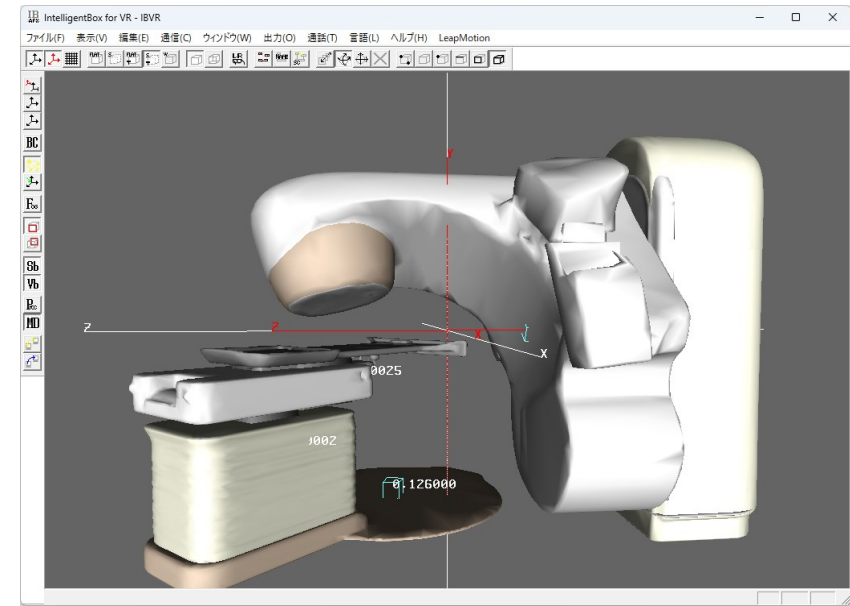 IntelligentBox for VR - IBVR
ファイル(F) 表示(V) 編集(E) 通信(C) ウィンドウ(W) 出力(O) 通話(T) 言語(L) ヘルプ(H) LeapMotion
BC
Sb
Vb
MD
Y
Z
Z
X
X
0025
0.126000